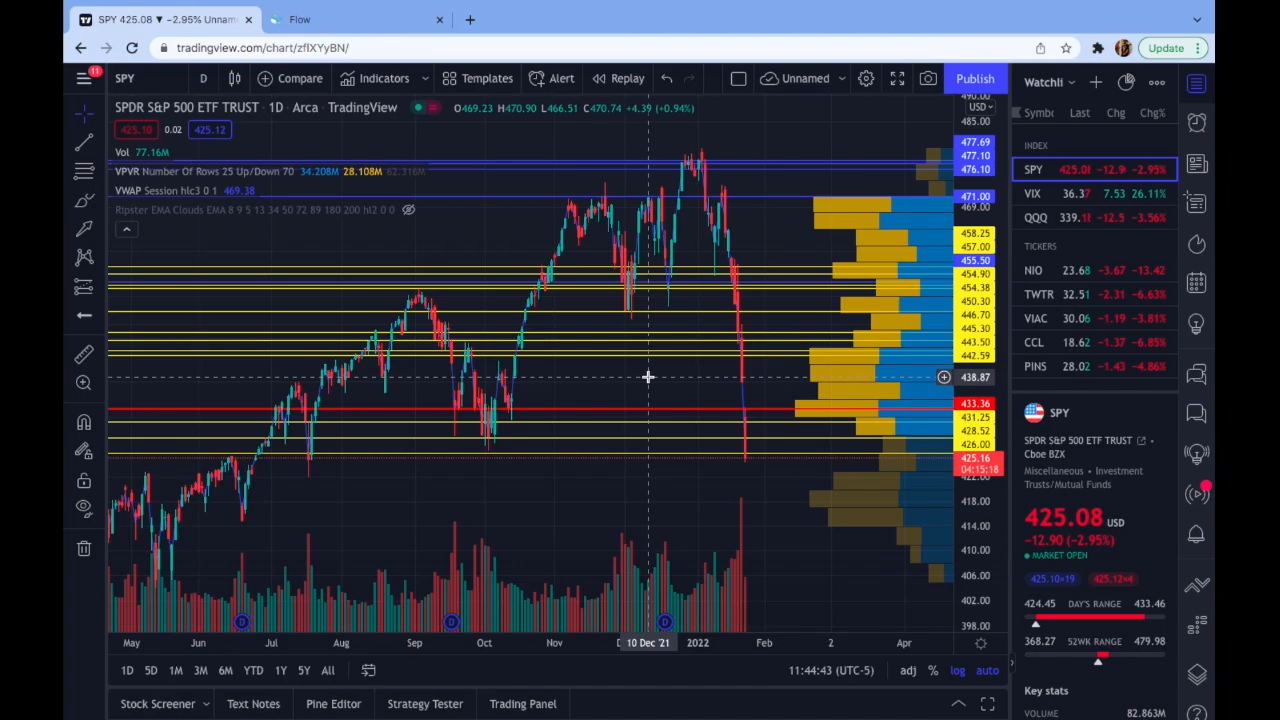 SPY 425.08 ▼ −2.95% Unnam
Flow
tradingview.com/chart/zflXYyBN/
Update
11
SPY
D
Compare
Indicators
Templates
Alert
Replay
Unnamed
Publish
Watchli
SPDR S&P 500 ETF TRUST · 1D · Arca · TradingView
O469.23 H470.90 L466.51 C470.74 +4.39 (+0.94%)
425.10 0.02 425.12
Vol 77.16M
VPVR Number Of Rows 25 Up/Down 70 34.208M 28.108M 62.316M
VWAP Session hlc3 0 1 469.38
Ripster EMA Clouds EMA 8 9 5 13 34 50 72 89 180 200 hl2 0 0
490.00
USD
485.00
477.69
477.10
476.10
471.00
469.00
458.25
457.00
455.50
454.90
454.38
450.30
446.70
445.30
443.50
442.59
438.87
433.36
431.25
428.52
426.00
425.16
04:15:18
422.00
418.00
414.00
410.00
406.00
402.00
398.00
D
D
D
May Jun Jul Aug Sep Oct Nov 10 Dec '21 2022 Feb 2 Apr
1D 5D 1M 3M 6M YTD 1Y 5Y All
11:44:43 (UTC-5)
adj % log auto
Stock Screener
Text Notes
Pine Editor
Strategy Tester
Trading Panel
Symbc Last Chg Chg%
INDEX
SPY 425.08 −12.9 −2.95%
VIX 36.37 7.53 26.11%
QQQ 339.1 −12.5 −3.56%
TICKERS
NIO 23.68 −3.67 −13.42
TWTR 32.51 −2.31 −6.63%
VIAC 30.06 −1.19 −3.81%
CCL 18.62 −1.37 −6.85%
PINS 28.02 −1.43 −4.86%
SPY
SPDR S&P 500 ETF TRUST
Cboe BZX
Miscellaneous • Investment
Trusts/Mutual Funds
425.08 USD
−12.90 (−2.95%)
MARKET OPEN
425.10×19 425.12×4
424.45 DAY'S RANGE 433.46
368.27 52WK RANGE 479.98
Key stats
VOLUME 82.863M